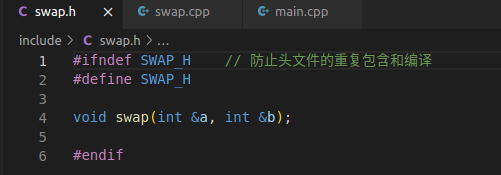 swap.h × swap.cpp main.cpp
include > swap.h > ...
1 #ifndef SWAP_H // 防止头文件的重复包含和编译
2 #define SWAP_H
3
4 void swap(int &a, int &b);
5
6 #endif